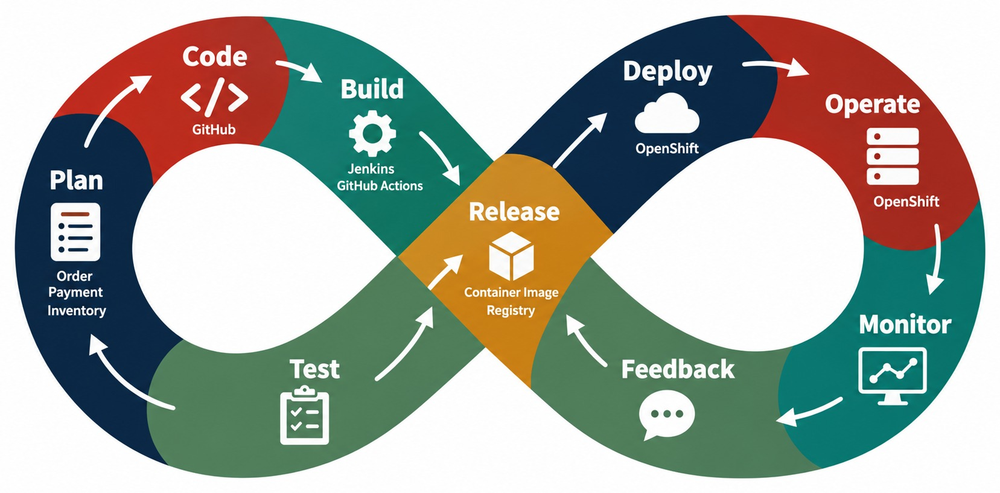 Code
GitHub
Build
Jenkins
GitHub Actions
Plan
Order
Payment
Inventory
Test
Release
Container Image
Registry
Deploy
OpenShift
Operate
OpenShift
Monitor
Feedback